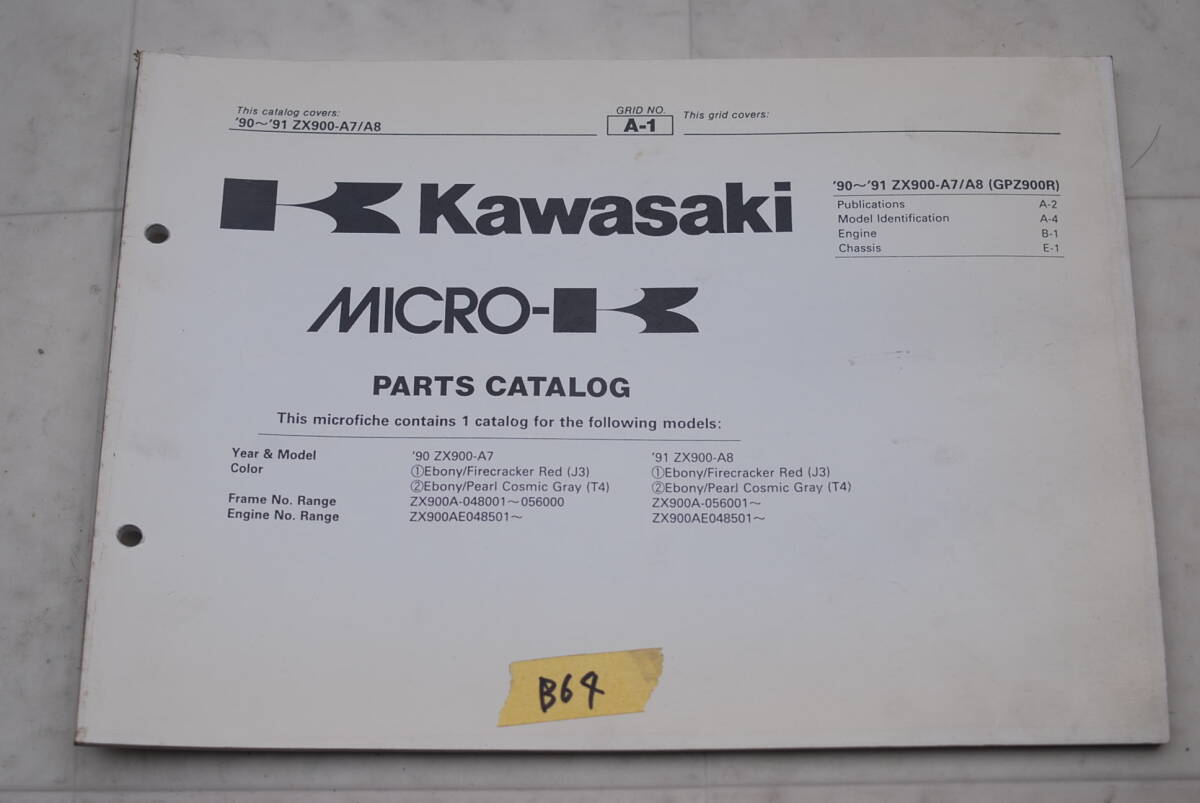 This catalog covers:
'90～'91 ZX900-A7/A8
GRID NO.
A-1
This grid covers:
Kawasaki
'90～'91 ZX900-A7/A8 (GPZ900R)
Publications A-2
Model Identification A-4
Engine B-1
Chassis E-1
MICRO-K
PARTS CATALOG
This microfiche contains 1 catalog for the following models:
Year & Model '90 ZX900-A7 '91 ZX900-A8
Color ①Ebony/Firecracker Red (J3) ①Ebony/Firecracker Red (J3)
②Ebony/Pearl Cosmic Gray (T4) ②Ebony/Pearl Cosmic Gray (T4)
Frame No. Range ZX900A-048001～056000 ZX900A-056001～
Engine No. Range ZX900AE048501～ ZX900AE048501～
B64